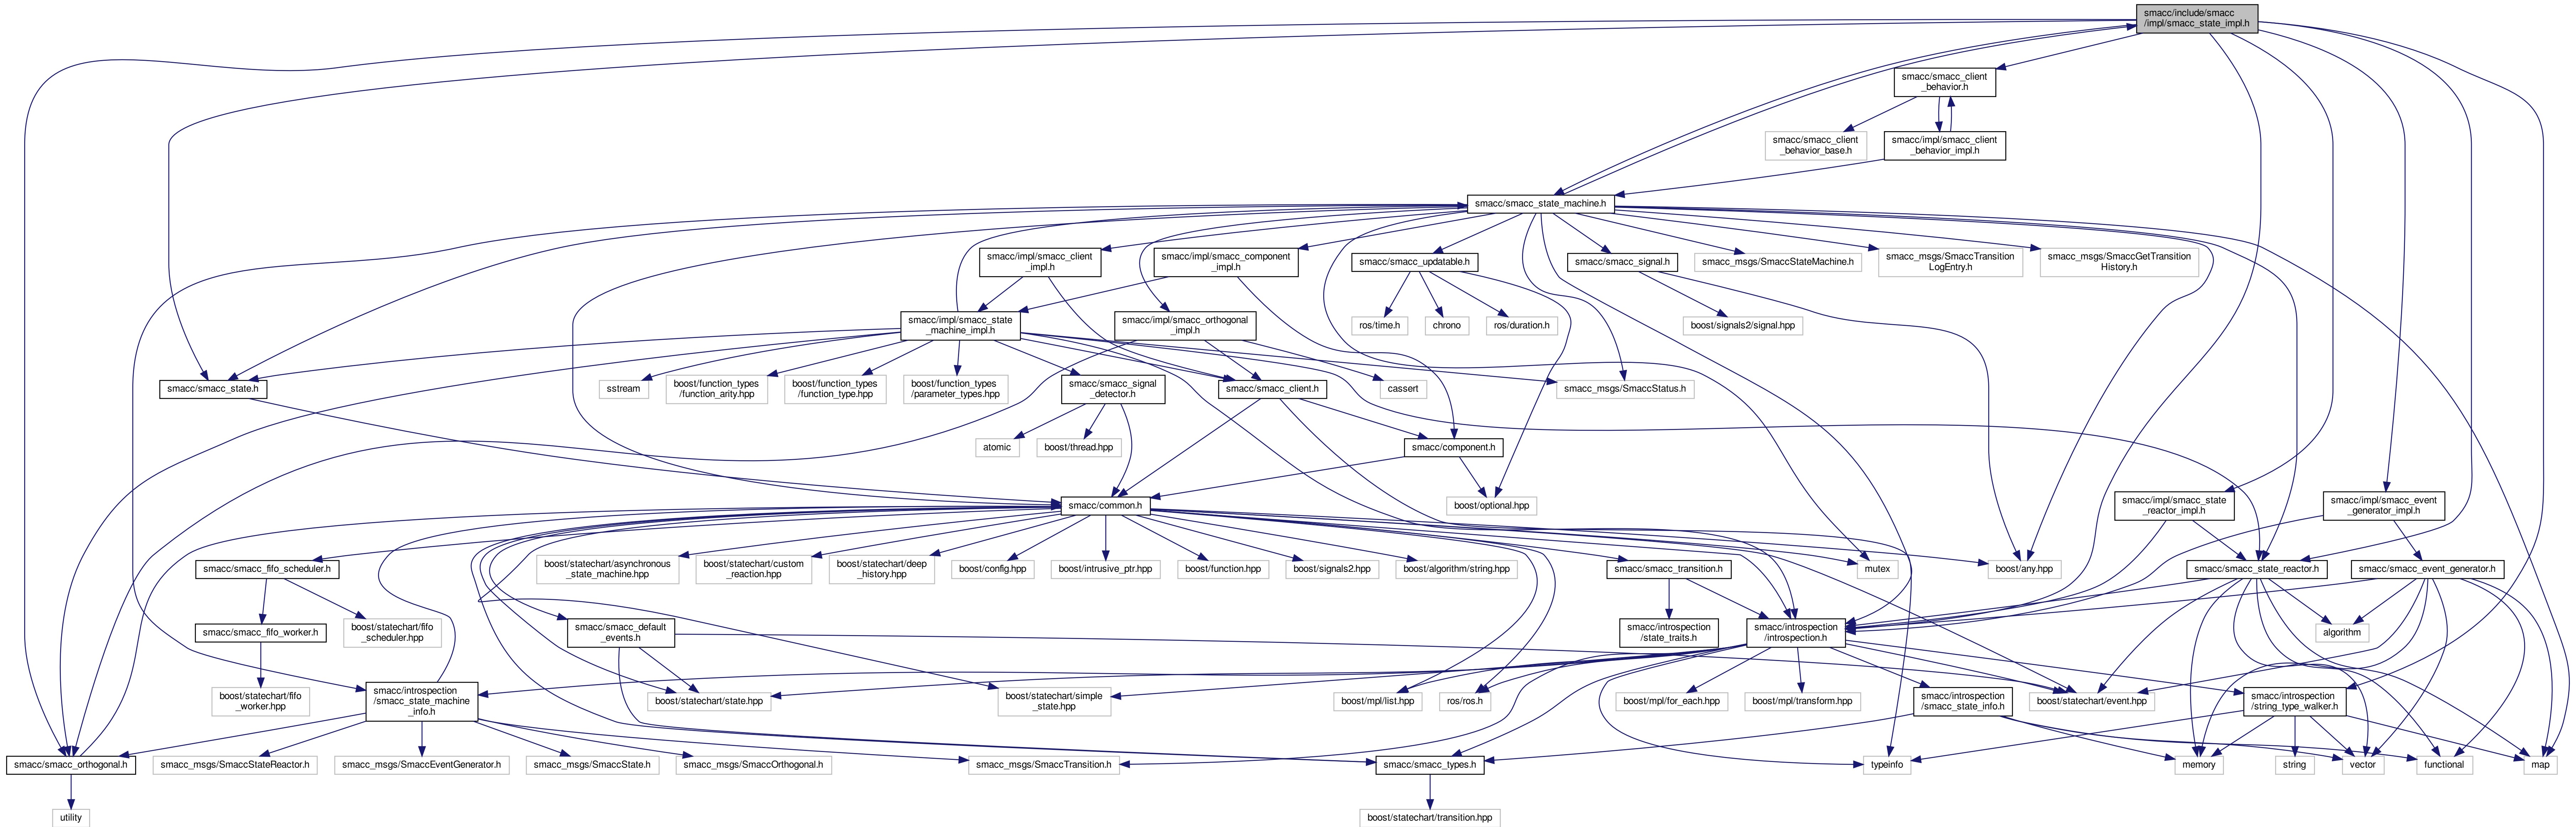 smacc/include/smacc
/impl/smacc_state_impl.h
smacc/smacc_client
_behavior.h
smacc/smacc_client
_behavior_base.h
smacc/impl/smacc_client
_behavior_impl.h
smacc/smacc_state_machine.h
smacc/impl/smacc_client
_impl.h
smacc/impl/smacc_component
_impl.h
smacc/smacc_updatable.h
smacc/smacc_signal.h
smacc_msgs/SmaccStateMachine.h
smacc_msgs/SmaccTransition
LogEntry.h
smacc_msgs/SmaccGetTransition
History.h
smacc/impl/smacc_state
_machine_impl.h
smacc/impl/smacc_orthogonal
_impl.h
ros/time.h
chrono
ros/duration.h
boost/signals2/signal.hpp
smacc/smacc_state.h
sstream
boost/function_types
/function_arity.hpp
boost/function_types
/function_type.hpp
boost/function_types
/parameter_types.hpp
smacc/smacc_signal
_detector.h
smacc/smacc_client.h
cassert
smacc_msgs/SmaccStatus.h
atomic
boost/thread.hpp
smacc/component.h
smacc/common.h
boost/optional.hpp
smacc/impl/smacc_state
_reactor_impl.h
smacc/impl/smacc_event
_generator_impl.h
smacc/smacc_fifo_scheduler.h
boost/statechart/asynchronous
_state_machine.hpp
boost/statechart/custom
_reaction.hpp
boost/statechart/deep
_history.hpp
boost/config.hpp
boost/intrusive_ptr.hpp
boost/function.hpp
boost/signals2.hpp
boost/algorithm/string.hpp
smacc/smacc_transition.h
mutex
boost/any.hpp
smacc/smacc_state_reactor.h
smacc/smacc_event_generator.h
smacc/smacc_fifo_worker.h
boost/statechart/fifo
_scheduler.hpp
smacc/smacc_default
_events.h
smacc/introspection
/state_traits.h
smacc/introspection
/introspection.h
algorithm
boost/statechart/fifo
_worker.hpp
smacc/introspection
/smacc_state_machine
_info.h
boost/statechart/state.hpp
boost/statechart/simple
_state.hpp
boost/mpl/list.hpp
ros/ros.h
boost/mpl/for_each.hpp
boost/mpl/transform.hpp
smacc/introspection
/smacc_state_info.h
boost/statechart/event.hpp
smacc/introspection
/string_type_walker.h
smacc/smacc_orthogonal.h
smacc_msgs/SmaccStateReactor.h
smacc_msgs/SmaccEventGenerator.h
smacc_msgs/SmaccState.h
smacc_msgs/SmaccOrthogonal.h
smacc_msgs/SmaccTransition.h
smacc/smacc_types.h
typeinfo
memory
string
vector
functional
map
utility
boost/statechart/transition.hpp